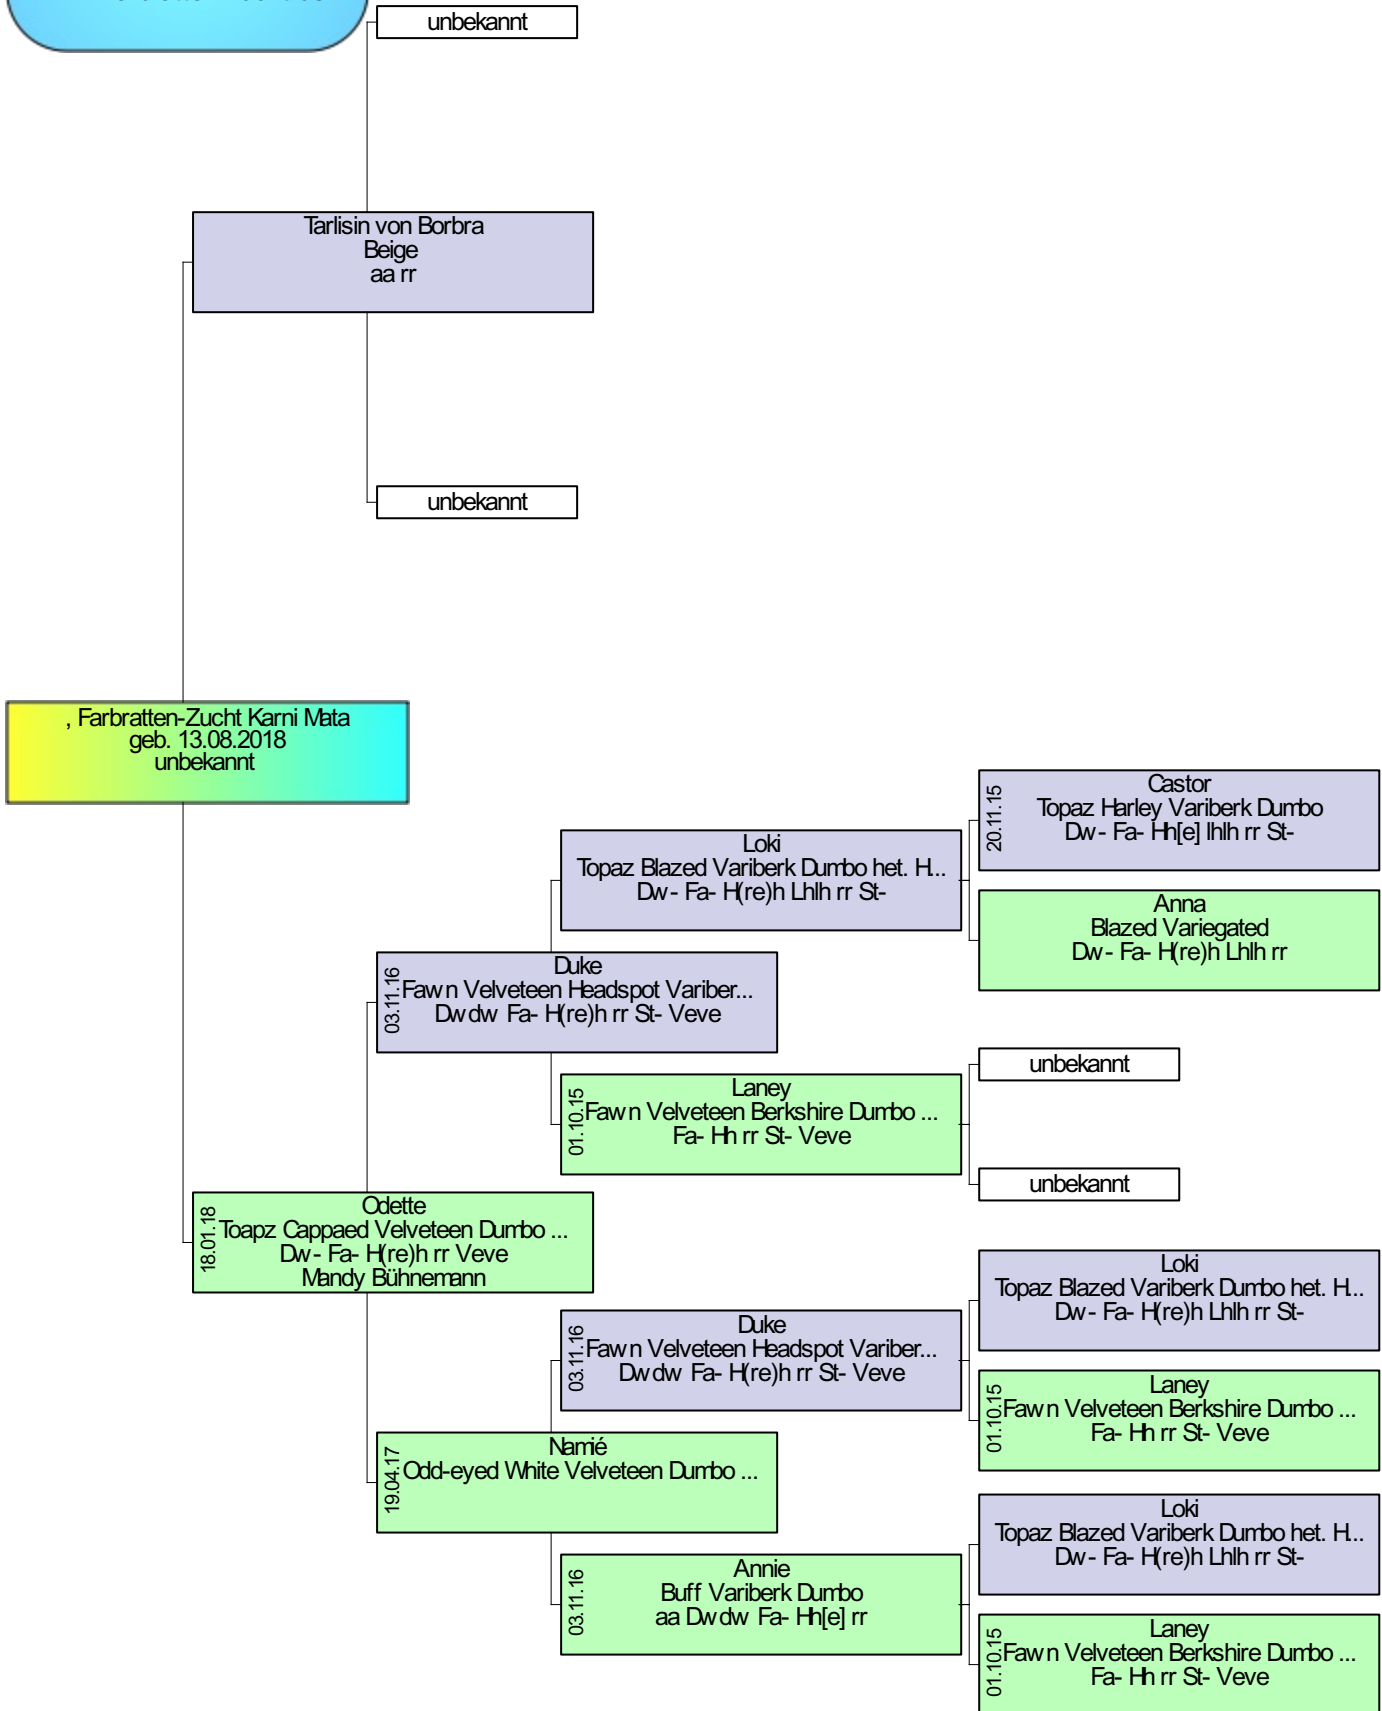 unbekannt
Tarlisin von Borbra
Beige
aa rr
unbekannt
, Farbratten-Zucht Karni Mata
geb. 13.08.2018
unbekannt
20.11.15
Castor
Topaz Harley Variberk Dumbo
Dw- Fa- Hh[e] lhlh rr St-
Loki
Topaz Blazed Variberk Dumbo het. H...
Dw- Fa- H(re)h Lhlh rr St-
Anna
Blazed Variegated
Dw- Fa- H(re)h Lhlh rr
03.11.16
Duke
Fawn Velveteen Headspot Variber...
Dwdw Fa- H(re)h rr St- Veve
unbekannt
01.10.15
Laney
Fawn Velveteen Berkshire Dumbo ...
Fa- Hh rr St- Veve
unbekannt
18.01.18
Odette
Toapz Cappaed Velveteen Dumbo ...
Dw- Fa- H(re)h rr Veve
Mandy Bühnemann
Loki
Topaz Blazed Variberk Dumbo het. H...
Dw- Fa- H(re)h Lhlh rr St-
03.11.16
Duke
Fawn Velveteen Headspot Variber...
Dwdw Fa- H(re)h rr St- Veve
01.10.15
Laney
Fawn Velveteen Berkshire Dumbo ...
Fa- Hh rr St- Veve
19.04.17
Namié
Odd-eyed White Velveteen Dumbo ...
Loki
Topaz Blazed Variberk Dumbo het. H...
Dw- Fa- H(re)h Lhlh rr St-
03.11.16
Annie
Buff Variberk Dumbo
aa Dwdw Fa- Hh[e] rr
01.10.15
Laney
Fawn Velveteen Berkshire Dumbo ...
Fa- Hh rr St- Veve